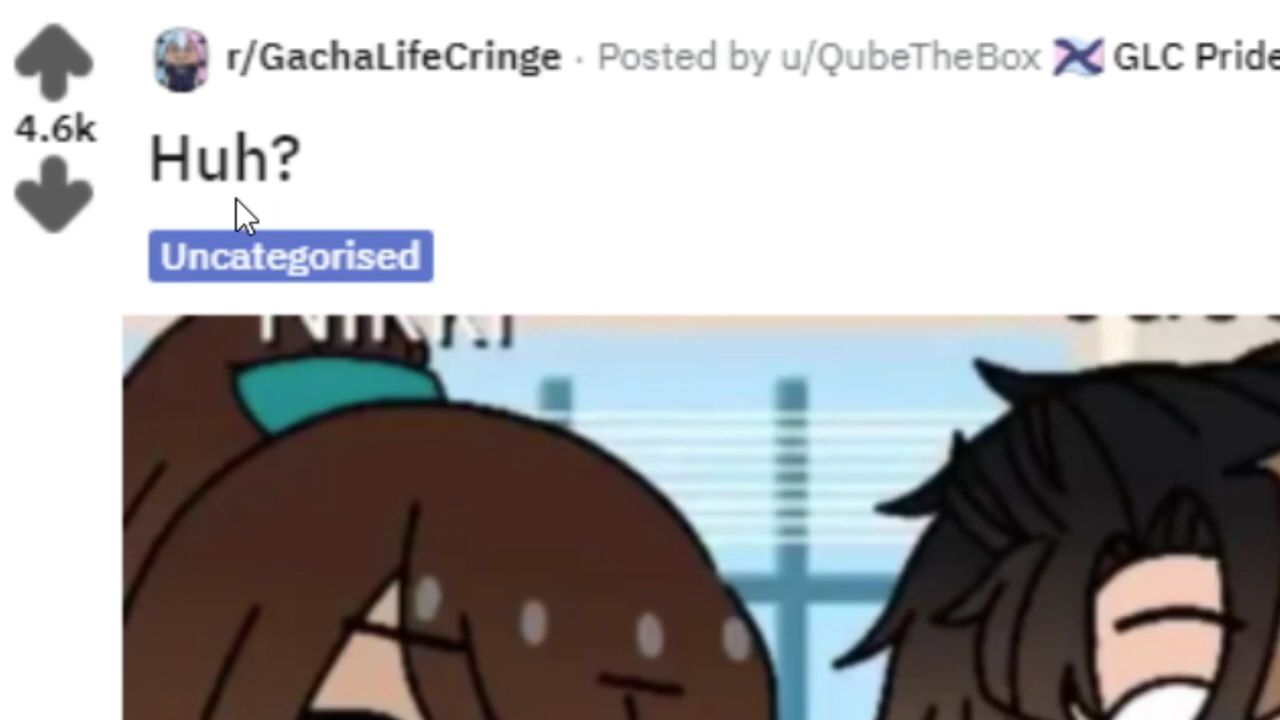 r/GachaLifeCringe · Posted by u/QubeTheBox GLC Pride
4.6k
Huh?
Uncategorised